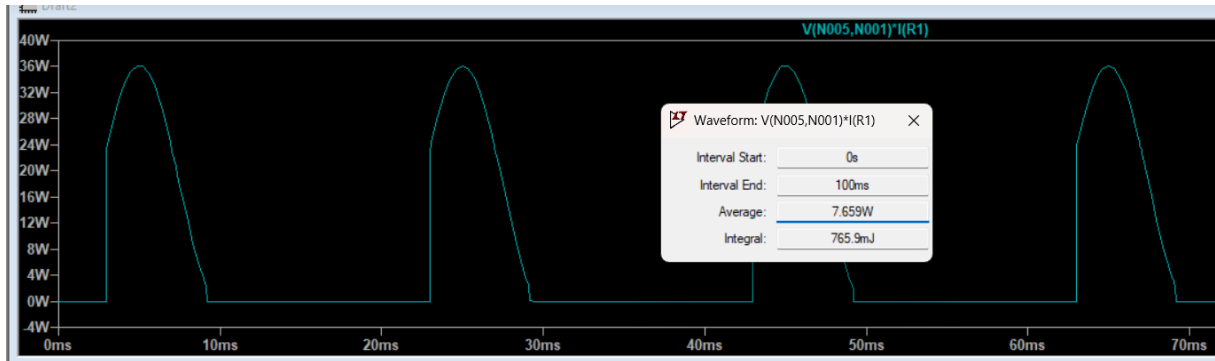 Draft2
V(N005,N001)*I(R1)
40W
36W
32W
28W
24W
20W
16W
12W
8W
4W
0W
-4W
0ms 10ms 20ms 30ms 40ms 50ms 60ms 70ms
Waveform: V(N005,N001)*I(R1)
Interval Start: 0s
Interval End: 100ms
Average: 7.659W
Integral: 765.9mJ